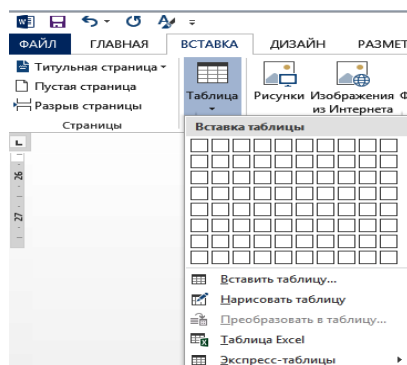 ФАЙЛ ГЛАВНАЯ ВСТАВКА ДИЗАЙН РАЗМЕТ
Титульная страница
Пустая страница
Разрыв страницы
Страницы
Таблица
Рисунки Изображения Ф
из Интернета
Вставка таблицы
26
27
Вставить таблицу...
Нарисовать таблицу
Преобразовать в таблицу...
Таблица Excel
Экспресс-таблицы